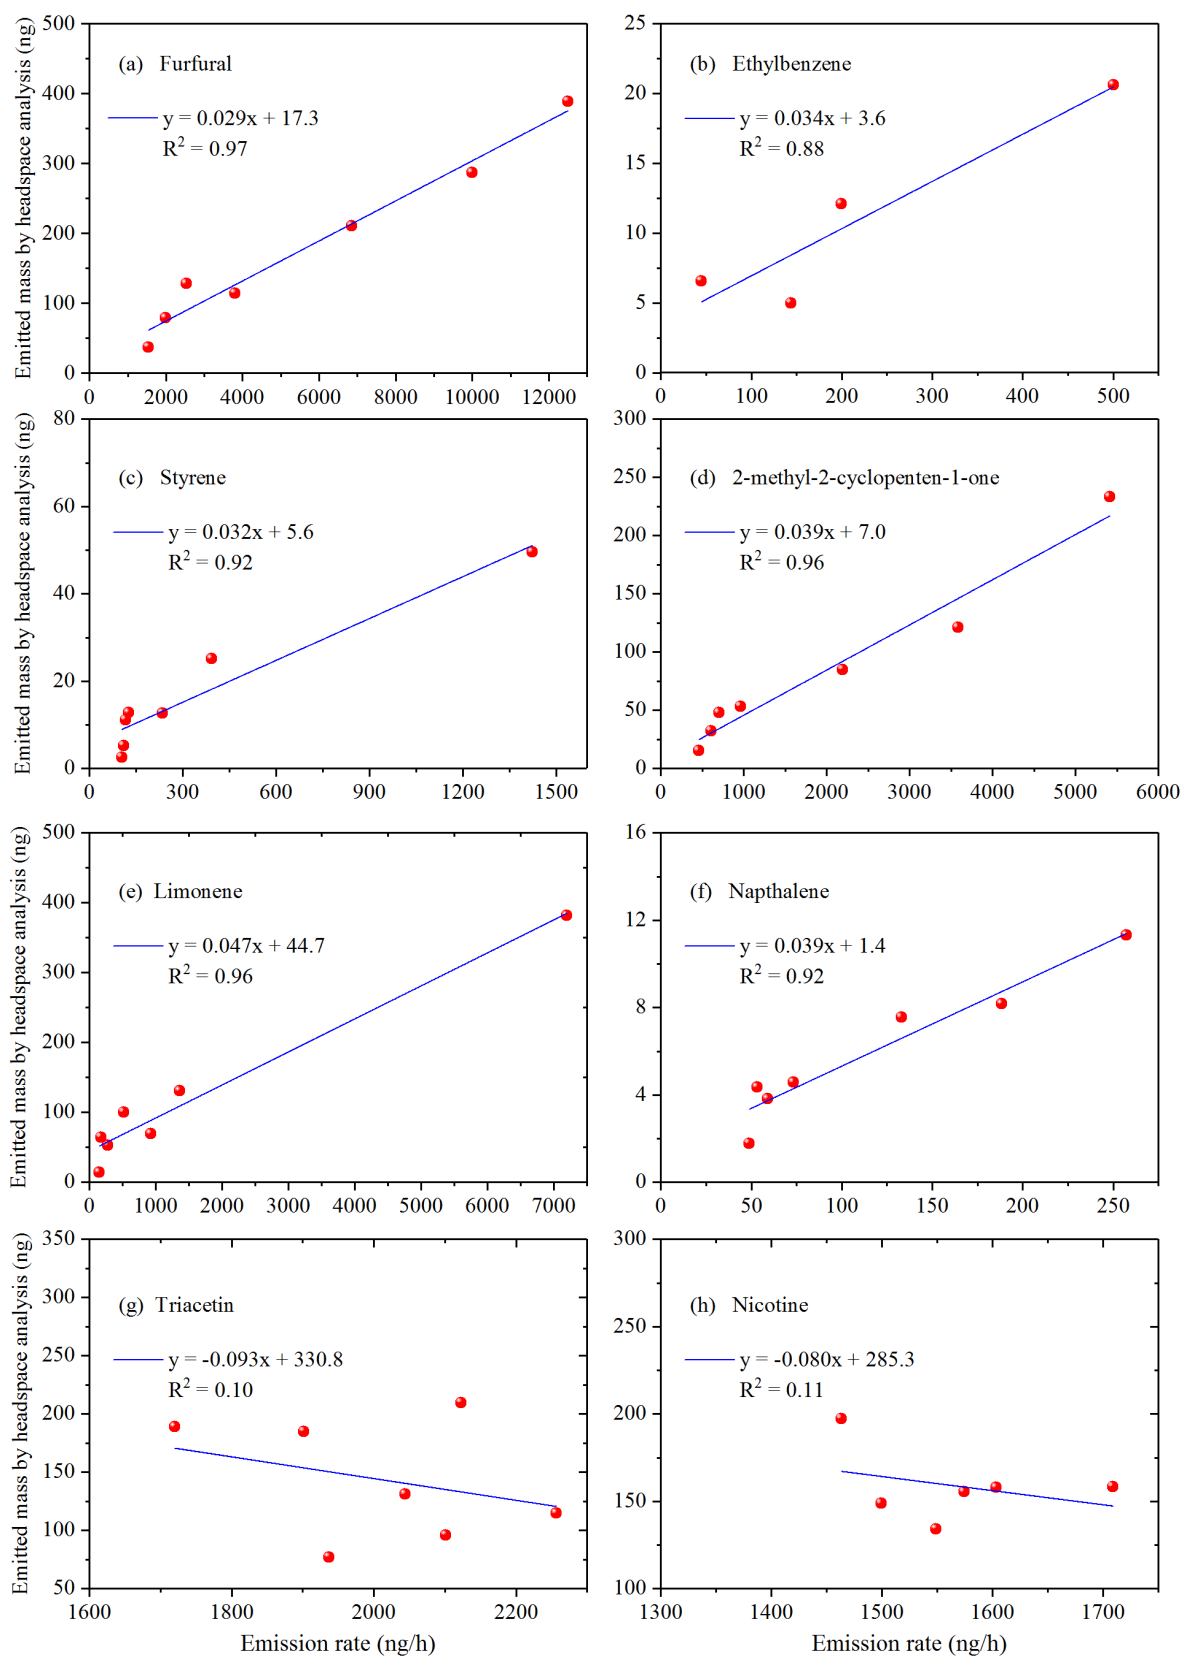 Emitted mass by headspace analysis (ng)
500
400
300
200
100
0
(a) Furfural
y = 0.029x + 17.3
R² = 0.97
0 2000 4000 6000 8000 10000 12000
25
20
15
10
5
0
(b) Ethylbenzene
y = 0.034x + 3.6
R² = 0.88
0 100 200 300 400 500
Emitted mass by headspace analysis (ng)
80
60
40
20
0
(c) Styrene
y = 0.032x + 5.6
R² = 0.92
0 300 600 900 1200 1500
300
250
200
150
100
50
0
(d) 2-methyl-2-cyclopenten-1-one
y = 0.039x + 7.0
R² = 0.96
0 1000 2000 3000 4000 5000 6000
Emitted mass by headspace analysis (ng)
500
400
300
200
100
0
(e) Limonene
y = 0.047x + 44.7
R² = 0.96
0 1000 2000 3000 4000 5000 6000 7000
16
12
8
4
0
(f) Napthalene
y = 0.039x + 1.4
R² = 0.92
0 50 100 150 200 250
Emitted mass by headspace analysis (ng)
350
300
250
200
150
100
50
(g) Triacetin
y = -0.093x + 330.8
R² = 0.10
1600 1800 2000 2200
Emission rate (ng/h)
300
250
200
150
100
(h) Nicotine
y = -0.080x + 285.3
R² = 0.11
1300 1400 1500 1600 1700
Emission rate (ng/h)